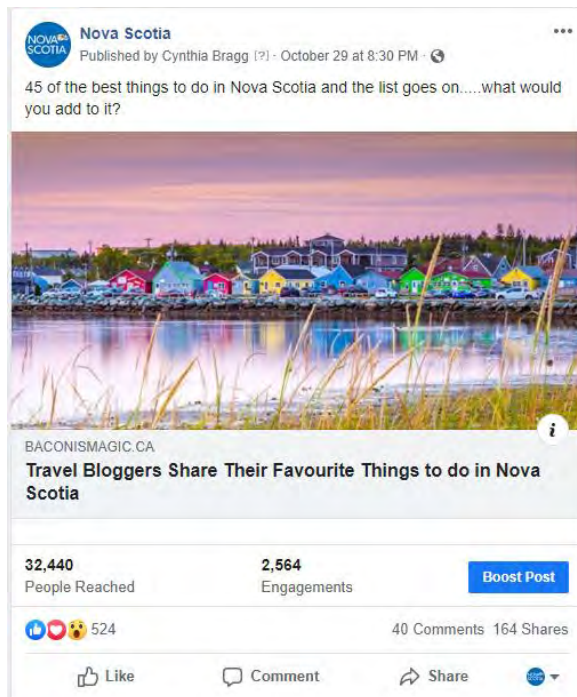 NOVA
SCOTIA
Nova Scotia
Published by Cynthia Bragg [?] · October 29 at 8:30 PM ·
45 of the best things to do in Nova Scotia and the list goes on.....what would
you add to it?
i
BACONISMAGIC.CA
Travel Bloggers Share Their Favourite Things to do in Nova
Scotia
32,440 2,564
People Reached Engagements Boost Post
524 40 Comments 164 Shares
Like Comment Share